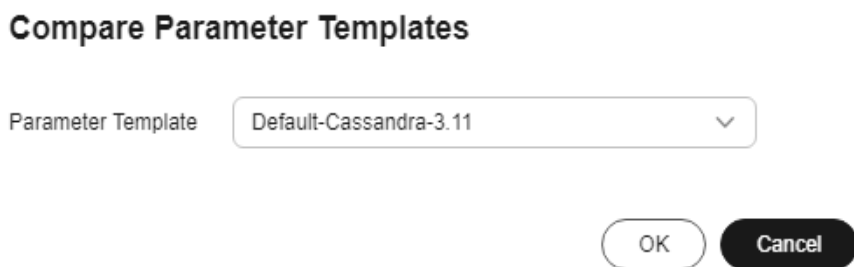 Compare Parameter Templates
Parameter Template Default-Cassandra-3.11
OK Cancel